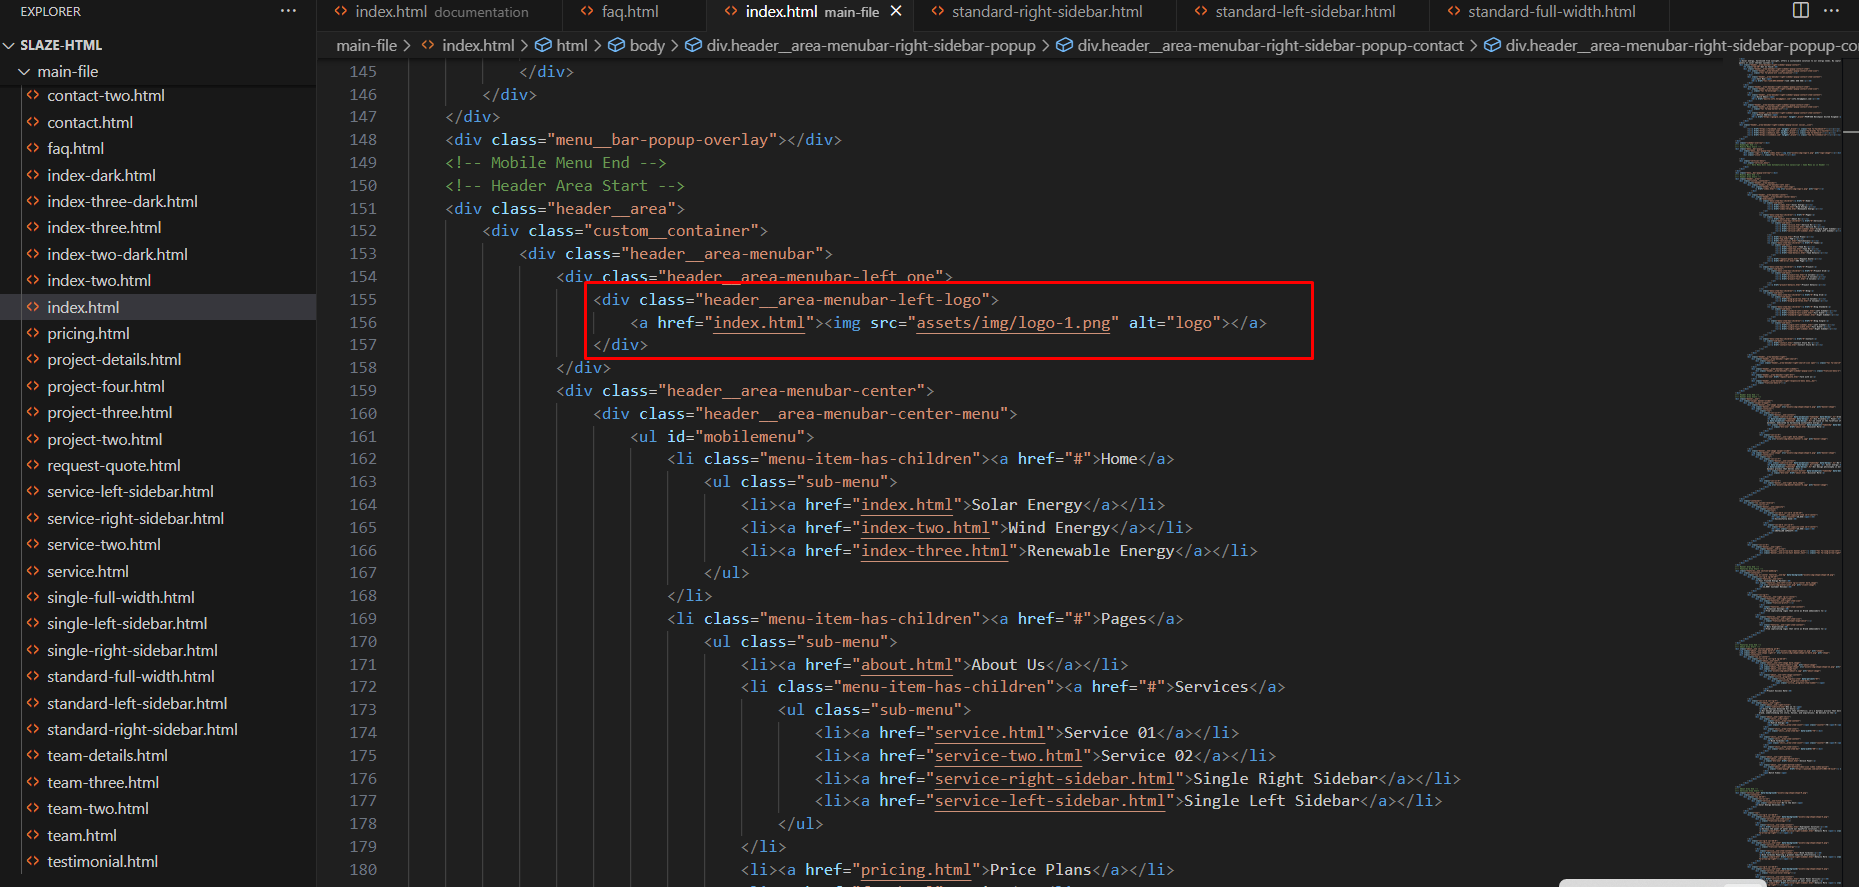 EXPLORER
SLAZE-HTML
main-file
contact-two.html
contact.html
faq.html
index-dark.html
index-three-dark.html
index-three.html
index-two-dark.html
index-two.html
index.html
pricing.html
project-details.html
project-four.html
project-three.html
project-two.html
request-quote.html
service-left-sidebar.html
service-right-sidebar.html
service-two.html
service.html
single-full-width.html
single-left-sidebar.html
single-right-sidebar.html
standard-full-width.html
standard-left-sidebar.html
standard-right-sidebar.html
team-details.html
team-three.html
team-two.html
team.html
testimonial.html
index.html documentation faq.html index.html main-file standard-right-sidebar.html standard-left-sidebar.html standard-full-width.html
main-file > index.html > html > body > div.header__area-menubar-right-sidebar-popup > div.header__area-menubar-right-sidebar-popup-contact > div.header__area-menubar-right-sidebar-popup-co
145 </div>
146 </div>
147 </div>
148 <div class="menu__bar-popup-overlay"></div>
149 <!-- Mobile Menu End -->
150 <!-- Header Area Start -->
151 <div class="header__area">
152 <div class="custom__container">
153 <div class="header__area-menubar">
154 <div class="header__area-menubar-left one">
155 <div class="header__area-menubar-left-logo">
156 <a href="index.html"><img src="assets/img/logo-1.png" alt="logo"></a>
157 </div>
158 </div>
159 <div class="header__area-menubar-center">
160 <div class="header__area-menubar-center-menu">
161 <ul id="mobilemenu">
162 <li class="menu-item-has-children"><a href="#">Home</a>
163 <ul class="sub-menu">
164 <li><a href="index.html">Solar Energy</a></li>
165 <li><a href="index-two.html">Wind Energy</a></li>
166 <li><a href="index-three.html">Renewable Energy</a></li>
167 </ul>
168 </li>
169 <li class="menu-item-has-children"><a href="#">Pages</a>
170 <ul class="sub-menu">
171 <li><a href="about.html">About Us</a></li>
172 <li class="menu-item-has-children"><a href="#">Services</a>
173 <ul class="sub-menu">
174 <li><a href="service.html">Service 01</a></li>
175 <li><a href="service-two.html">Service 02</a></li>
176 <li><a href="service-right-sidebar.html">Single Right Sidebar</a></li>
177 <li><a href="service-left-sidebar.html">Single Left Sidebar</a></li>
178 </ul>
179 </li>
180 <li><a href="pricing.html">Price Plans</a></li>